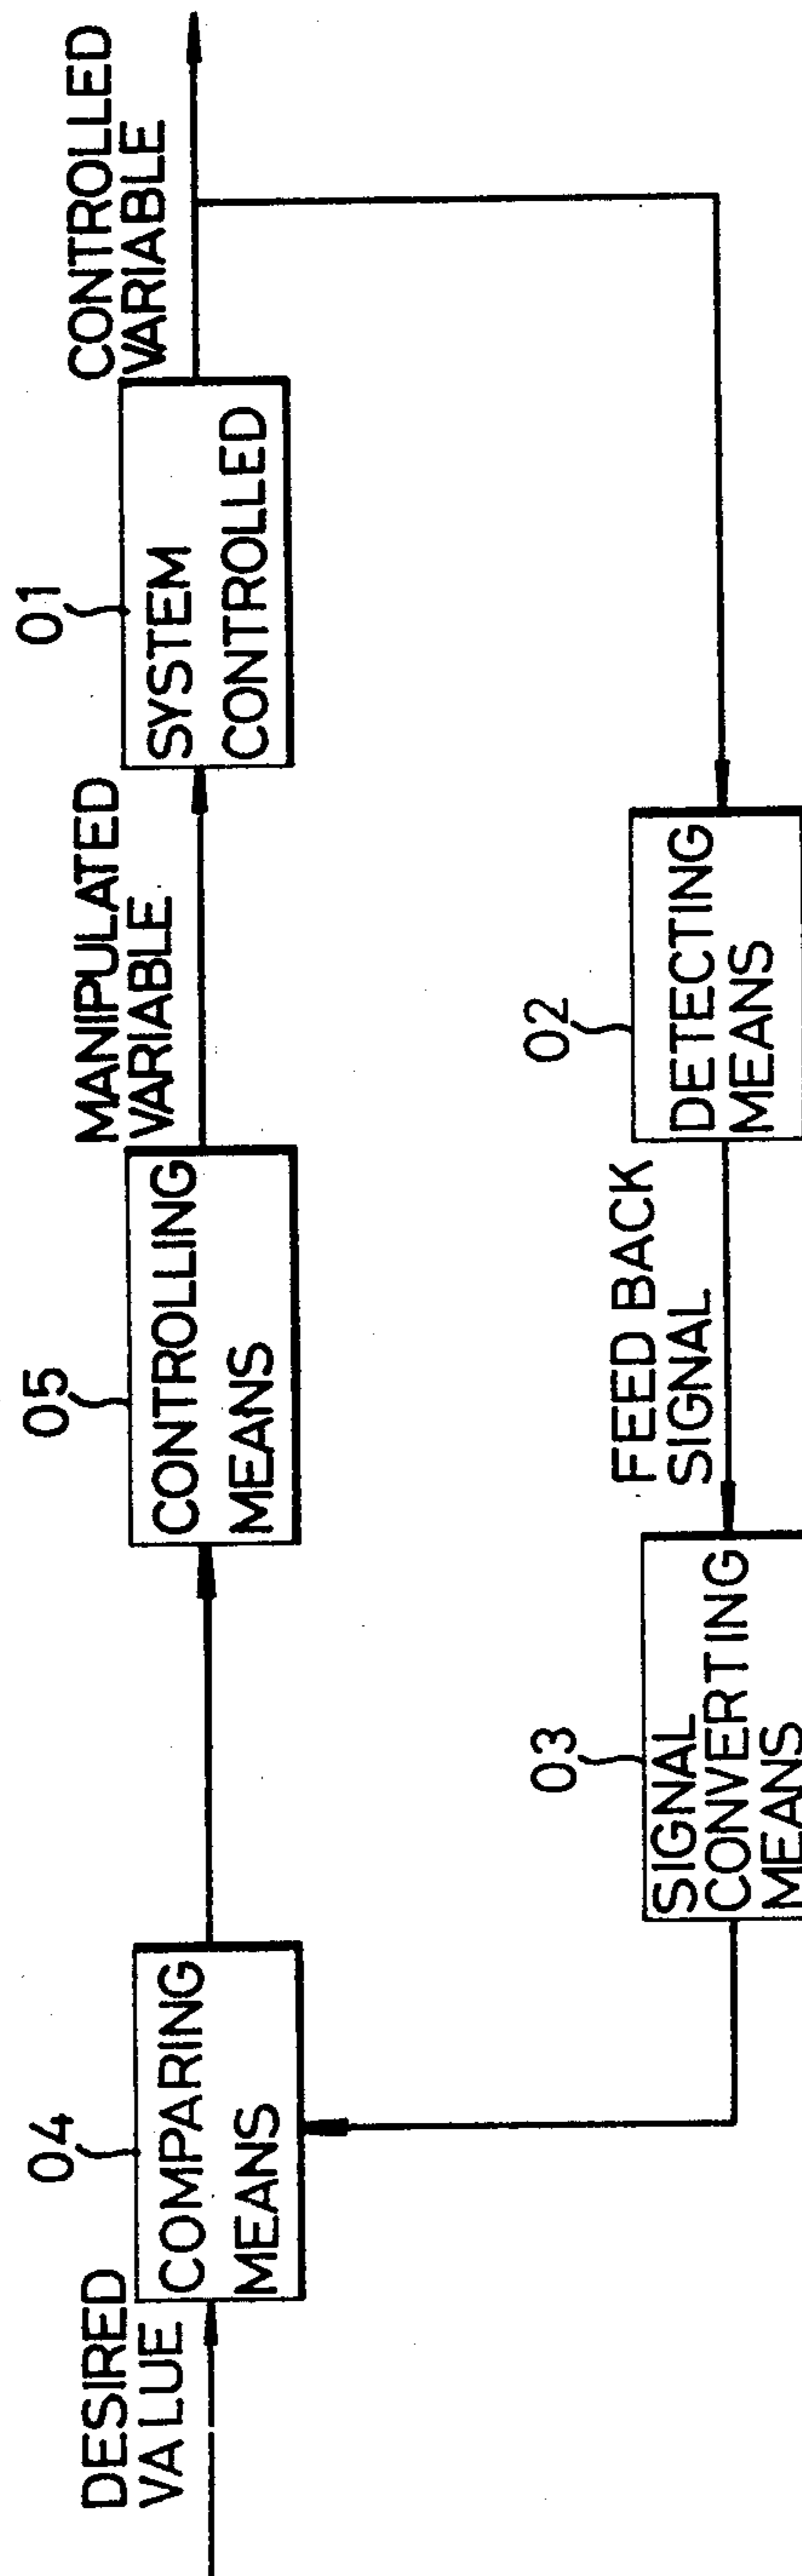 DESIRED
VALUE
04
COMPARING
MEANS
05
CONTROLLING
MEANS
MANIPULATED
VARIABLE
01
SYSTEM
CONTROLLED
CONTROLLED
VARIABLE
03
SIGNAL
CONVERTING
MEANS
FEED BACK
SIGNAL
02
DETECTING
MEANS